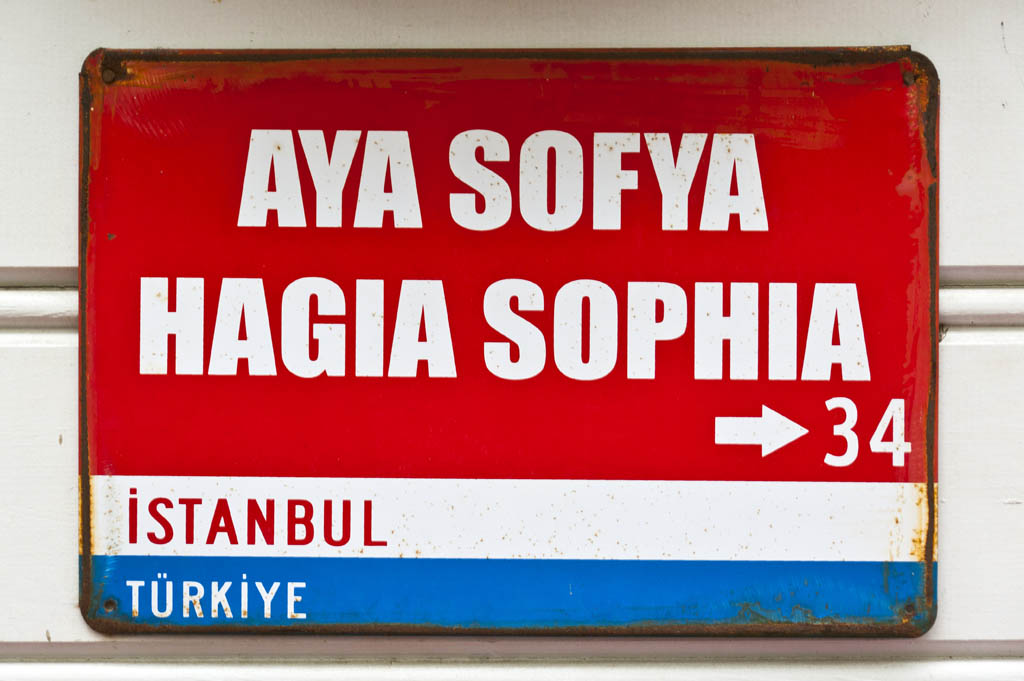 AYA SOFYA
HAGIA SOPHIA
→ 34
İSTANBUL
TÜRKİYE